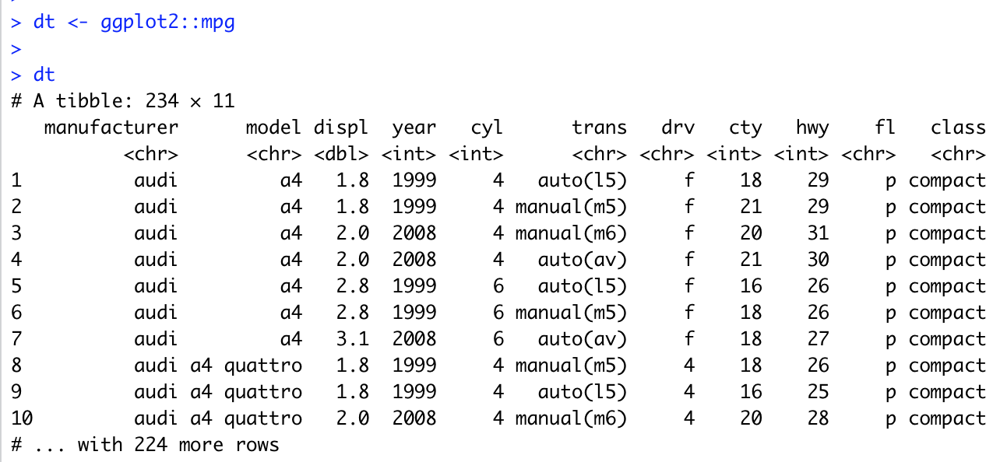 > dt <- ggplot2::mpg
>
> dt
# A tibble: 234 × 11
   manufacturer      model displ  year   cyl      trans   drv   cty   hwy    fl   class
          <chr>      <chr> <dbl> <int> <int>      <chr> <chr> <int> <int> <chr>   <chr>
1          audi         a4   1.8  1999     4   auto(l5)     f    18    29     p compact
2          audi         a4   1.8  1999     4 manual(m5)     f    21    29     p compact
3          audi         a4   2.0  2008     4 manual(m6)     f    20    31     p compact
4          audi         a4   2.0  2008     4   auto(av)     f    21    30     p compact
5          audi         a4   2.8  1999     6   auto(l5)     f    16    26     p compact
6          audi         a4   2.8  1999     6 manual(m5)     f    18    26     p compact
7          audi         a4   3.1  2008     6   auto(av)     f    18    27     p compact
8          audi a4 quattro   1.8  1999     4 manual(m5)     4    18    26     p compact
9          audi a4 quattro   1.8  1999     4   auto(l5)     4    16    25     p compact
10         audi a4 quattro   2.0  2008     4 manual(m6)     4    20    28     p compact
# ... with 224 more rows